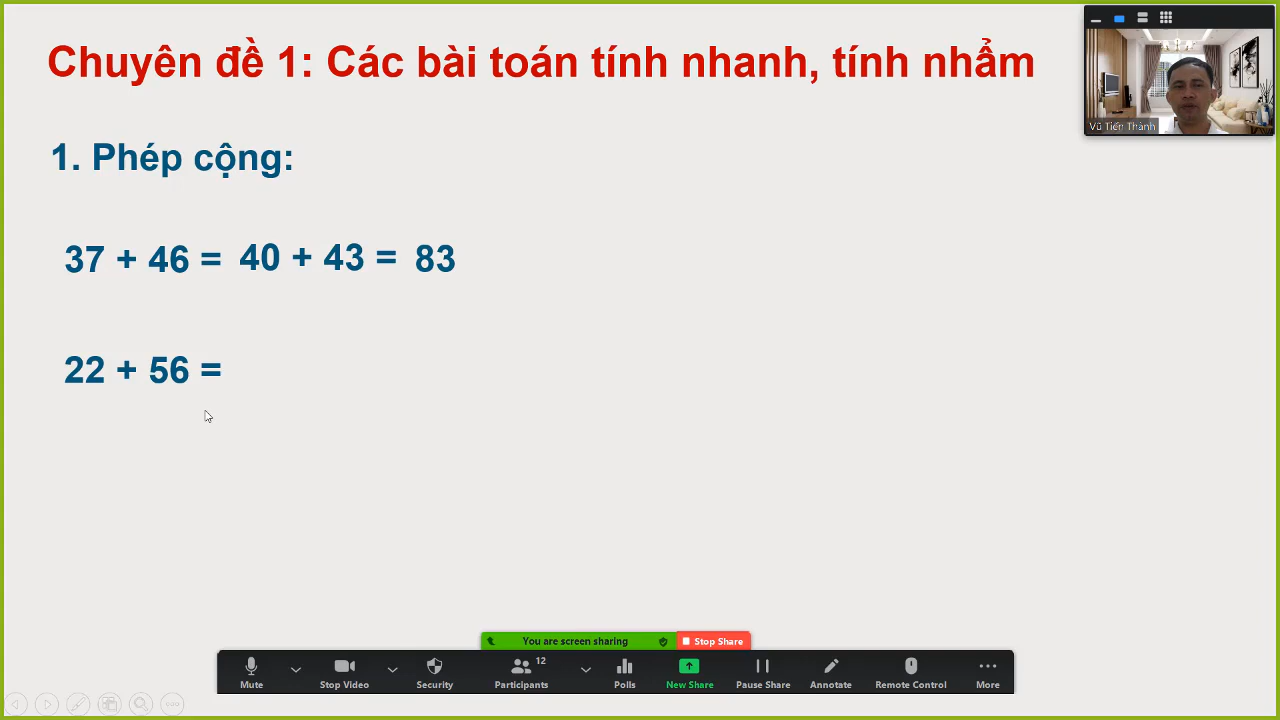 Chuyên đề 1: Các bài toán tính nhanh, tính nhẩm
Vũ Tiến Thành
1. Phép cộng:
37 + 46 = 40 + 43 = 83
22 + 56 =
You are screen sharing Stop Share
12
Mute Stop Video Security Participants Polls New Share Pause Share Annotate Remote Control More